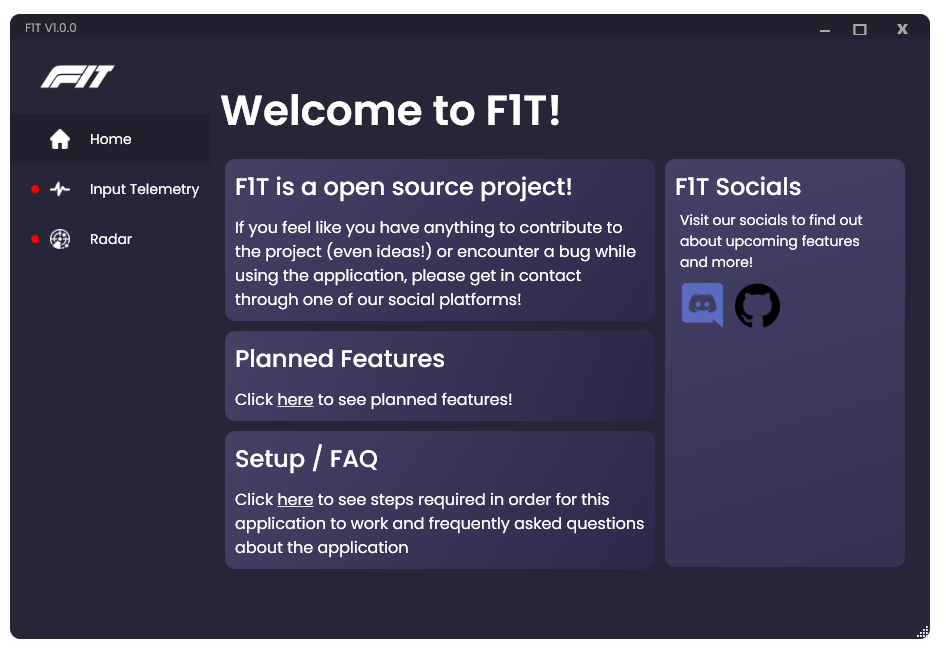 F1T V1.0.0
F1T
Home
Input Telemetry
Radar
Welcome to F1T!
F1T is a open source project!
If you feel like you have anything to contribute to
the project (even ideas!) or encounter a bug while
using the application, please get in contact
through one of our social platforms!
Planned Features
Click here to see planned features!
Setup / FAQ
Click here to see steps required in order for this
application to work and frequently asked questions
about the application
F1T Socials
Visit our socials to find out
about upcoming features
and more!